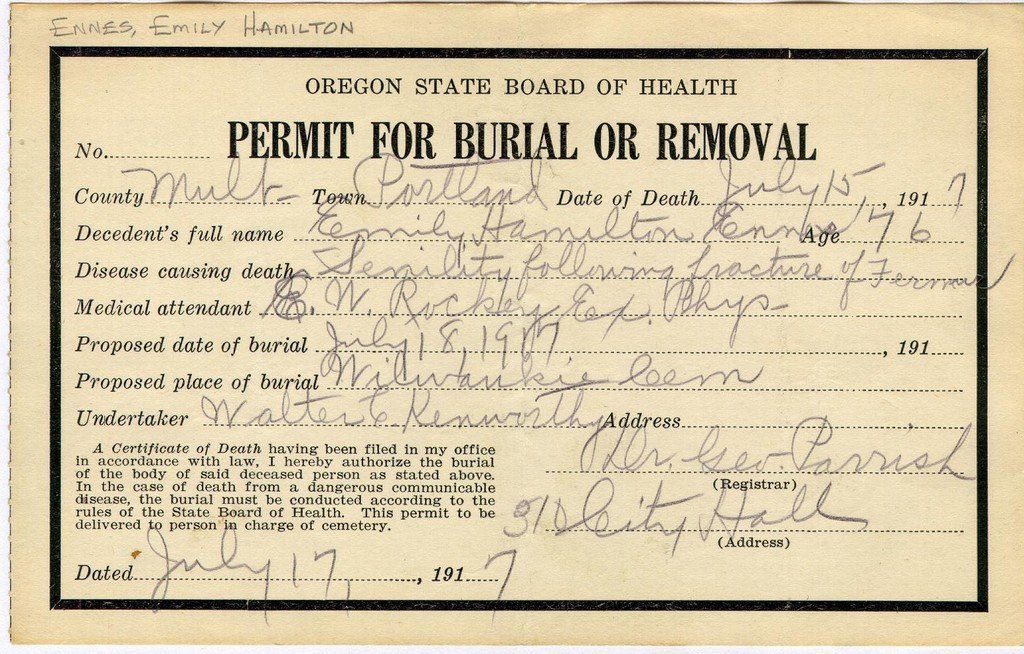 ENNES, EMILY HAMILTON
OREGON STATE BOARD OF HEALTH
PERMIT FOR BURIAL OR REMOVAL
No.
County Mult- Town Portland Date of Death July 15, 1917
Decedent's full name Emily Hamilton Ennes Age 76
Disease causing death Senility following fracture of Fermur
Medical attendant E. W. Rockey Ex. Phys-
Proposed date of burial July 18, 1917, 191
Proposed place of burial Milwaukie Cem
Undertaker Walter C Kenworthy Address
A Certificate of Death having been filed in my office
in accordance with law, I hereby authorize the burial
of the body of said deceased person as stated above.
In the case of death from a dangerous communicable
disease, the burial must be conducted according to the
rules of the State Board of Health. This permit to be
delivered to person in charge of cemetery.
Dr. Geo. Parrish
(Registrar)
310 City Hall
(Address)
Dated July 17, , 1917